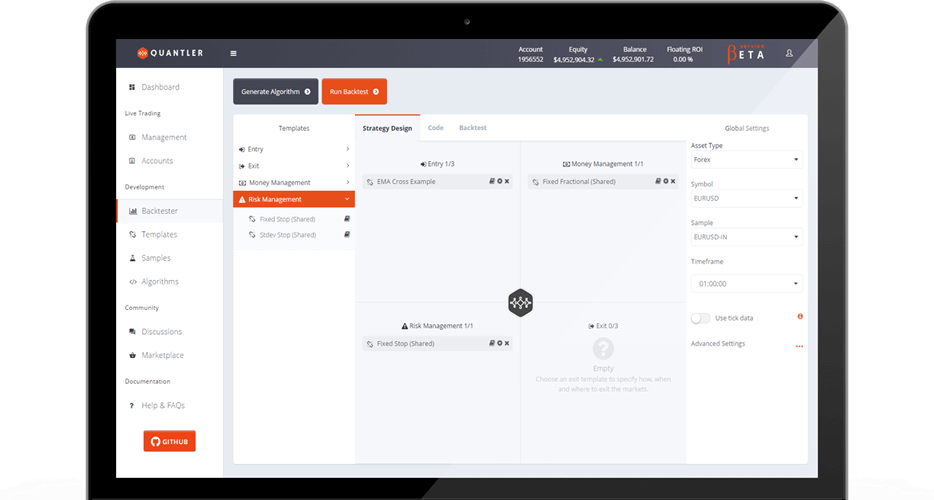 QUANTLER
Account Equity Balance Floating ROI
1956552 $4,952,904.32 $4,952,901.72 0.00 %
version
BETA
Dashboard
Live Trading
Management
Accounts
Development
Backtester
Templates
Samples
Algorithms
Community
Discussions
Marketplace
Documentation
Help & FAQs
GITHUB
Generate Algorithm
Run Backtest
Templates
Entry
Exit
Money Management
Risk Management
Fixed Stop (Shared)
Stdev Stop (Shared)
Strategy Design Code Backtest
Entry 1/3
EMA Cross Example
Money Management 1/1
Fixed Fractional (Shared)
Risk Management 1/1
Fixed Stop (Shared)
Exit 0/3
?
Empty
Choose an exit template to specify how, when
and where to exit the markets.
Global Settings
Asset Type
Forex
Symbol
EURUSD
Sample
EURUSD-IN
Timeframe
01:00:00
Use tick data
Advanced Settings